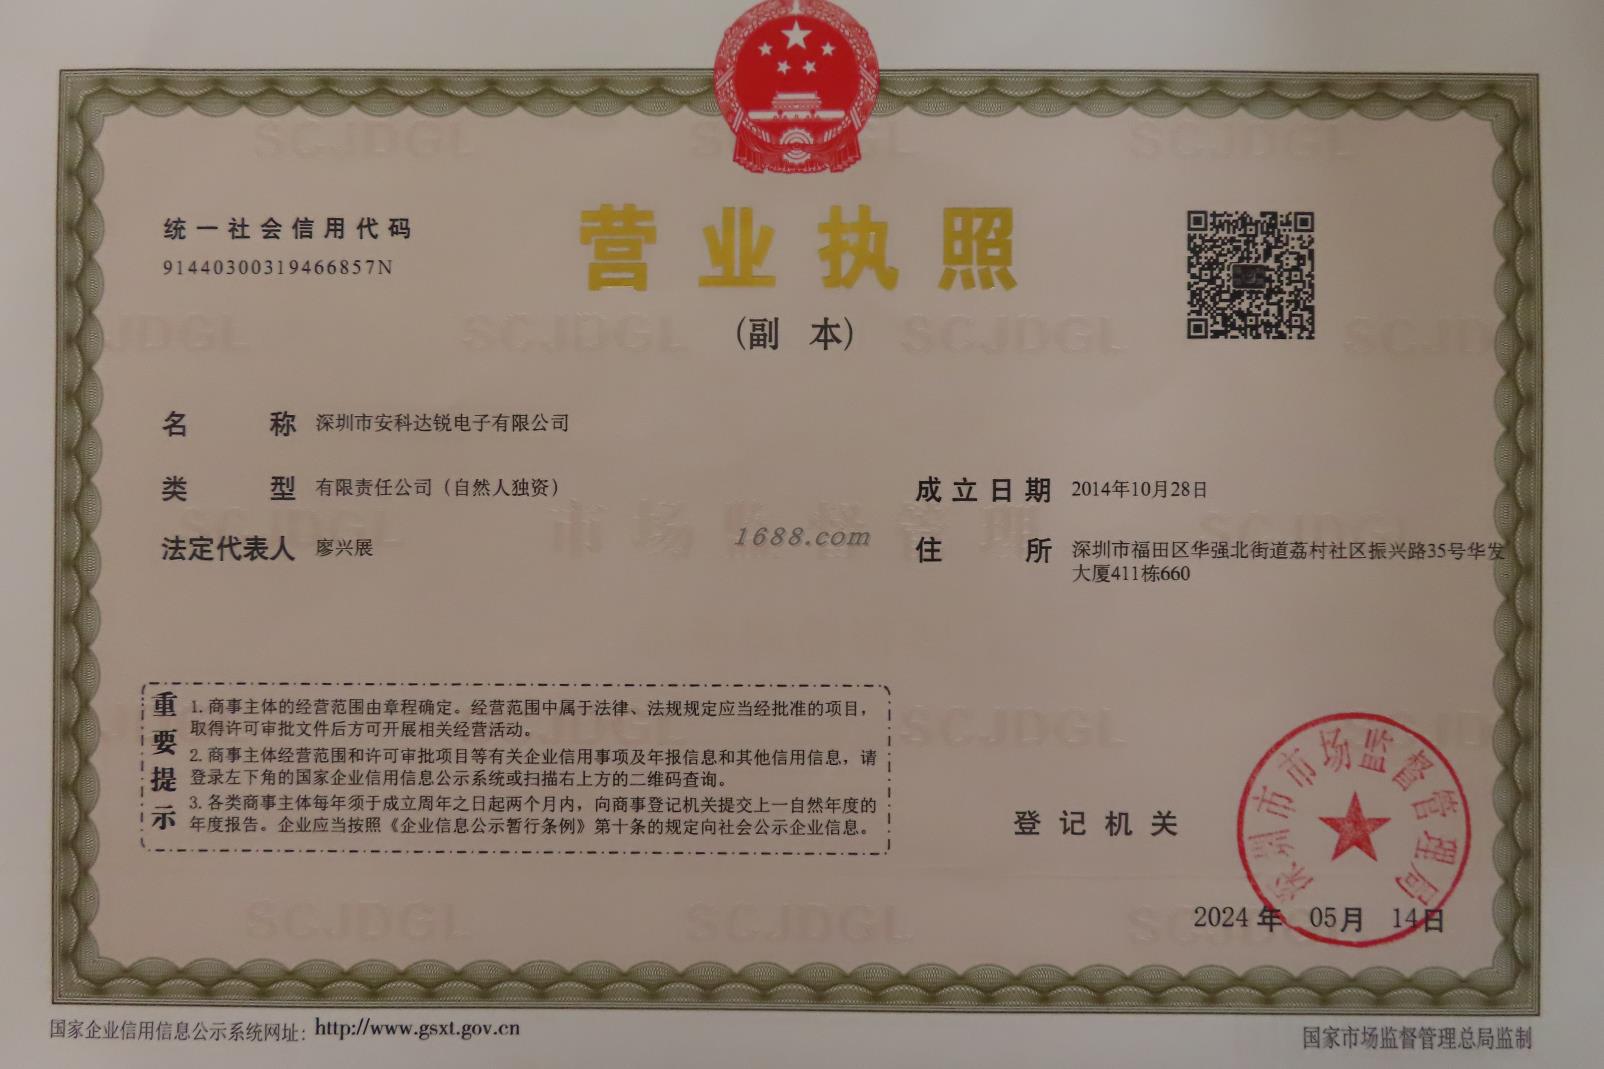 统一社会信用代码
91440300319466857N
营业执照
(副 本)
名 称 深圳市安科达锐电子有限公司
类 型 有限责任公司（自然人独资）
成立日期 2014年10月28日
法定代表人 廖兴展
住 所 深圳市福田区华强北街道荔村社区振兴路35号华发
大厦411栋660
市场监督管理
1688.com
重要提示
1. 商事主体的经营范围由章程确定。经营范围中属于法律、法规规定应当经批准的项目，
取得许可审批文件后方可开展相关经营活动。
2. 商事主体经营范围和许可审批项目等有关企业信用事项及年报信息和其他信用信息，请
登录左下角的国家企业信用信息公示系统或扫描右上方的二维码查询。
3. 各类商事主体每年须于成立周年之日起两个月内，向商事登记机关提交上一自然年度的
年度报告。企业应当按照《企业信息公示暂行条例》第十条的规定向社会公示企业信息。
登记机关
深圳市市场监督管理局
2024 年 05月 14日
SCJDGL
国家企业信用信息公示系统网址：http://www.gsxt.gov.cn
国家市场监督管理总局监制